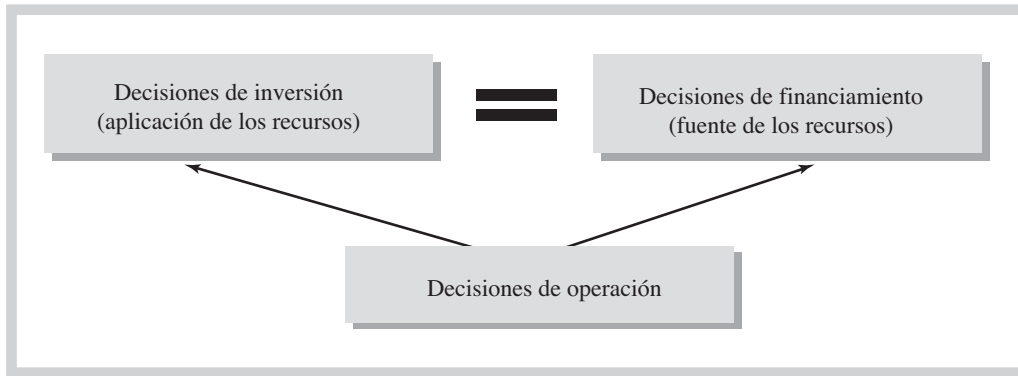 Decisiones de inversión
(aplicación de los recursos)
Decisiones de financiamiento
(fuente de los recursos)
Decisiones de operación